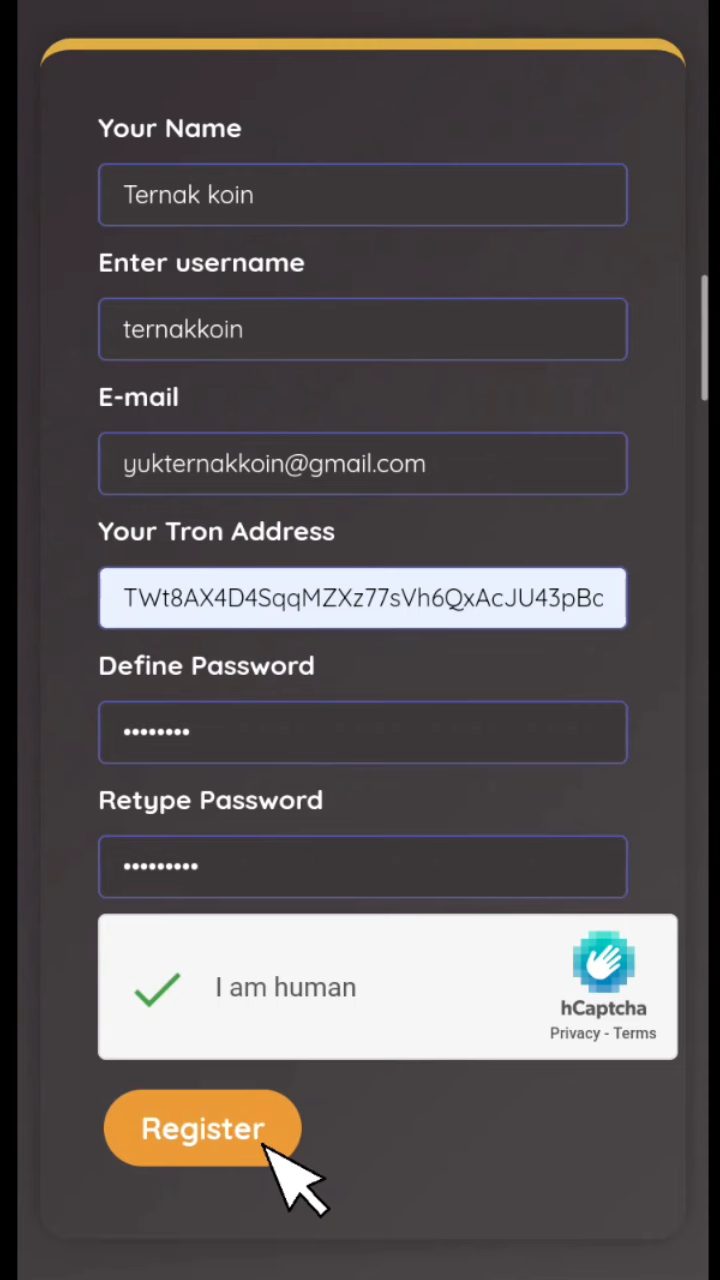 Your Name
Ternak koin
Enter username
ternakkoin
E-mail
yukternakkoin@gmail.com
Your Tron Address
TWt8AX4D4SqqMZXz77sVh6QxAcJU43pBc
Define Password
••••••••
Retype Password
•••••••••
I am human
hCaptcha
Privacy - Terms
Register